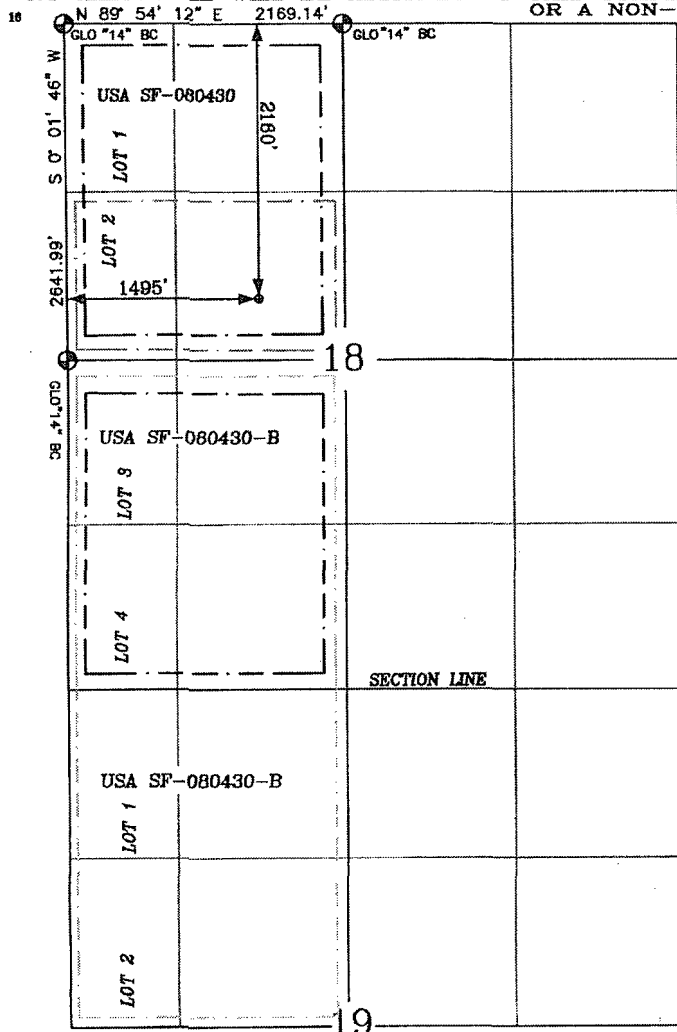 OR A NON-
16
N 89° 54' 12" E 2169.14'
GLO "14" BC
GLO "14" BC
S 0° 01' 46" W
2641.99'
USA SF-080430
2160'
LOT 1
LOT 2
1495'
18
GLO"14" BC
USA SF-080430-B
LOT 3
LOT 4
SECTION LINE
USA SF-080430-B
LOT 1
LOT 2
19